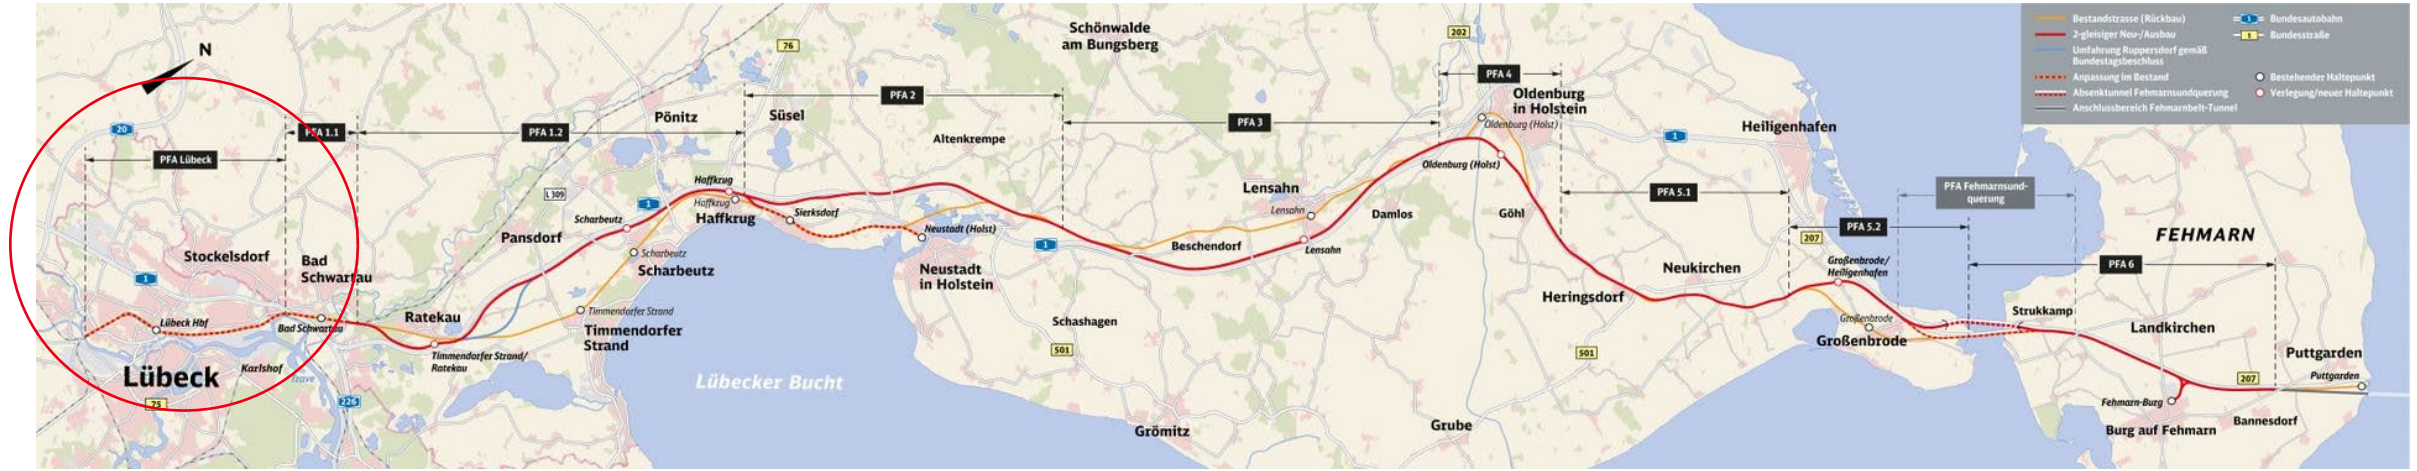 N
20
PFA Lübeck
PFA 1.1
PFA 1.2
Stockelsdorf
Bad
Schwartau
1
Lübeck Hbf
Bad Schwartau
Lübeck
Karlshof
Trave
75
226
Ratekau
Timmendorfer Strand/
Ratekau
L 309
Pansdorf
Pönitz
1
Scharbeutz
Scharbeutz
Scharbeutz
Timmendorfer Strand
Timmendorfer
Strand
Haffkrug
Haffkrug
Haffkrug
76
PFA 2
Süsel
Altenkrempe
Sierksdorf
Neustadt (Holst)
Neustadt
in Holstein
Lübecker Bucht
Schönwalde
am Bungsberg
1
PFA 3
Schashagen
501
Grömitz
Beschendorf
Lensahn
Lensahn
Lensahn
Damlos
202
PFA 4
Oldenburg
in Holstein
Oldenburg (Holst)
Oldenburg (Holst)
Göhl
Grube
501
1
PFA 5.1
Heringsdorf
Neukirchen
Heiligenhafen
207
PFA 5.2
Großenbrode/
Heiligenhafen
Großenbrode
Großenbrode
PFA Fehmarnsund-
querung
Strukkamp
PFA 6
FEHMARN
Landkirchen
207
Puttgarden
Puttgarden
Fehmarn-Burg
Burg auf Fehmarn
Bannesdorf
Bestandstrasse (Rückbau)
2-gleisiger Neu-/Ausbau
Umfahrung Ruppersdorf gemäß
Bundestagsbeschluss
Anpassung im Bestand
Absenktunnel Fehmarnsundquerung
Anschlussbereich Fehmarnbelt-Tunnel
1 Bundesautobahn
1 Bundesstraße
Bestehender Haltepunkt
Verlegung/neuer Haltepunkt